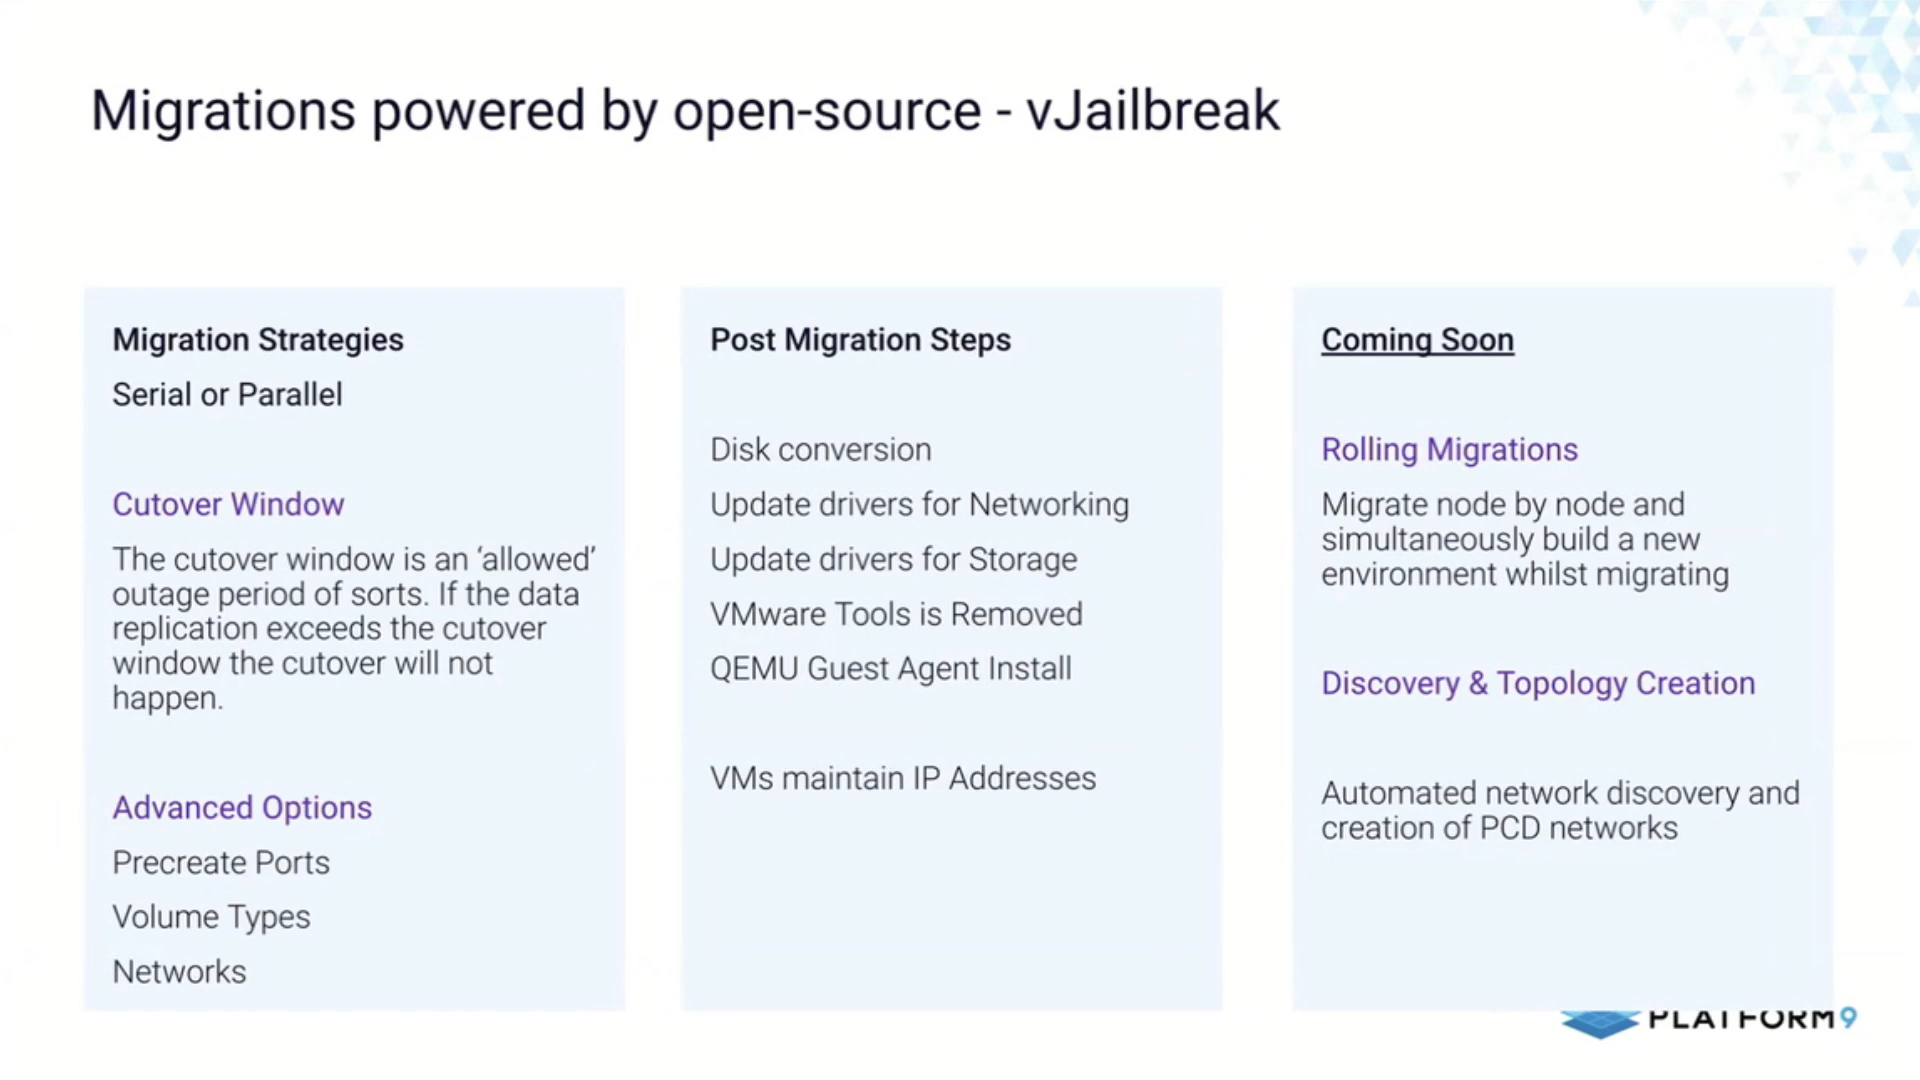 Migrations powered by open-source - vJailbreak
Migration Strategies
Serial or Parallel
Cutover Window
The cutover window is an ‘allowed’
outage period of sorts. If the data
replication exceeds the cutover
window the cutover will not
happen.
Advanced Options
Precreate Ports
Volume Types
Networks
Post Migration Steps
Disk conversion
Update drivers for Networking
Update drivers for Storage
VMware Tools is Removed
QEMU Guest Agent Install
VMs maintain IP Addresses
Coming Soon
Rolling Migrations
Migrate node by node and
simultaneously build a new
environment whilst migrating
Discovery & Topology Creation
Automated network discovery and
creation of PCD networks
PLATFORM9